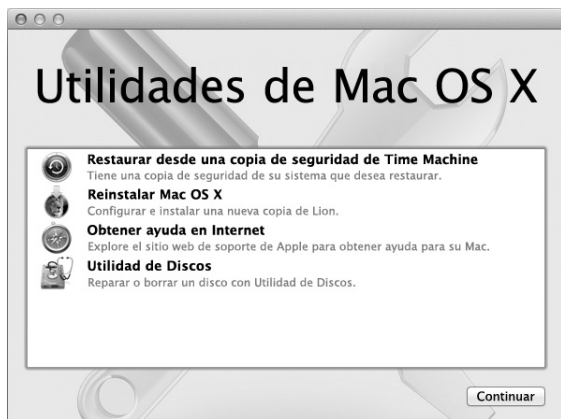 Utilidades de Mac OS X
Restaurar desde una copia de seguridad de Time Machine
Tiene una copia de seguridad de su sistema que desea restaurar.
Reinstalar Mac OS X
Configurar e instalar una nueva copia de Lion.
Obtener ayuda en Internet
Explore el sitio web de soporte de Apple para obtener ayuda para su Mac.
Utilidad de Discos
Reparar o borrar un disco con Utilidad de Discos.
Continuar